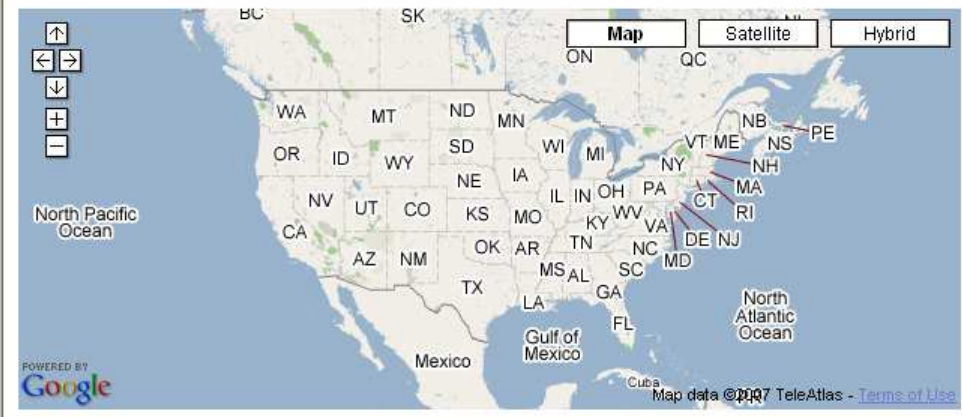 BC
SK
NL
Map
Satellite
Hybrid
ON
QC
WA
MT
ND
MN
NB
PE
OR
ID
SD
WI
MI
VT
ME
NS
WY
NY
NH
NE
IA
MA
NV
UT
CO
IL
IN
OH
PA
CT
RI
KS
MO
KY
WV
VA
North Pacific
Ocean
CA
DE
NJ
AZ
NM
OK
AR
TN
NC
MD
MS
AL
SC
TX
GA
LA
North
Atlantic
Ocean
FL
Gulf of
Mexico
Mexico
POWERED BY
Google
Cuba
Map data ©2007 TeleAtlas - Terms of Use
PR